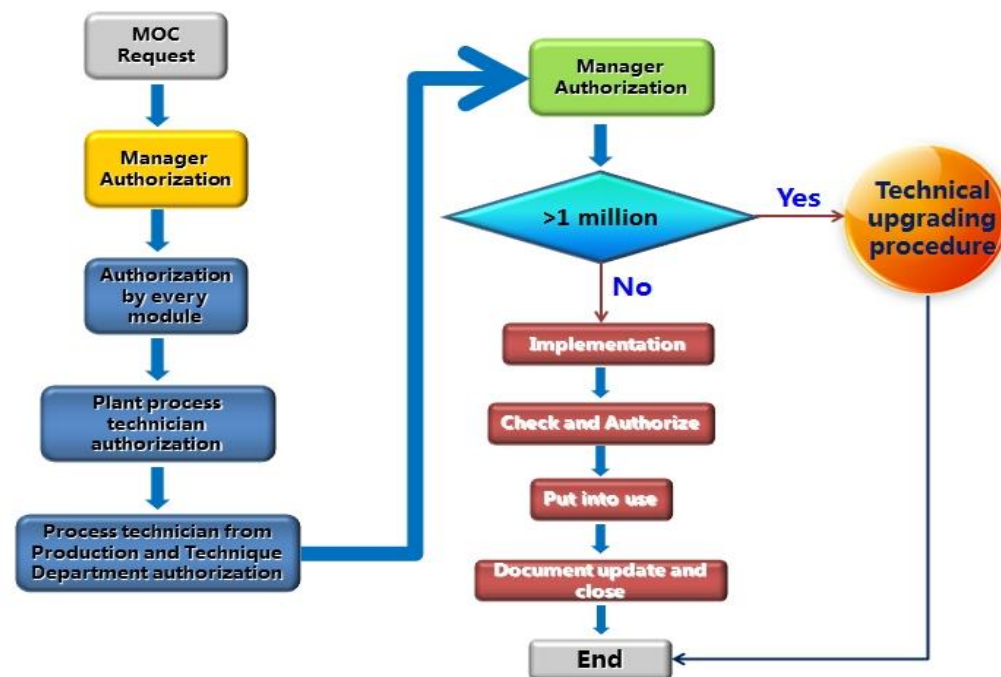 MOC
Request
Manager
Authorization
Authorization
by every
module
Plant process
technician
authorization
Process technician from
Production and Technique
Department authorization
Manager
Authorization
>1 million
Yes
Technical
upgrading
procedure
No
Implementation
Check and Authorize
Put into use
Document update and
close
End